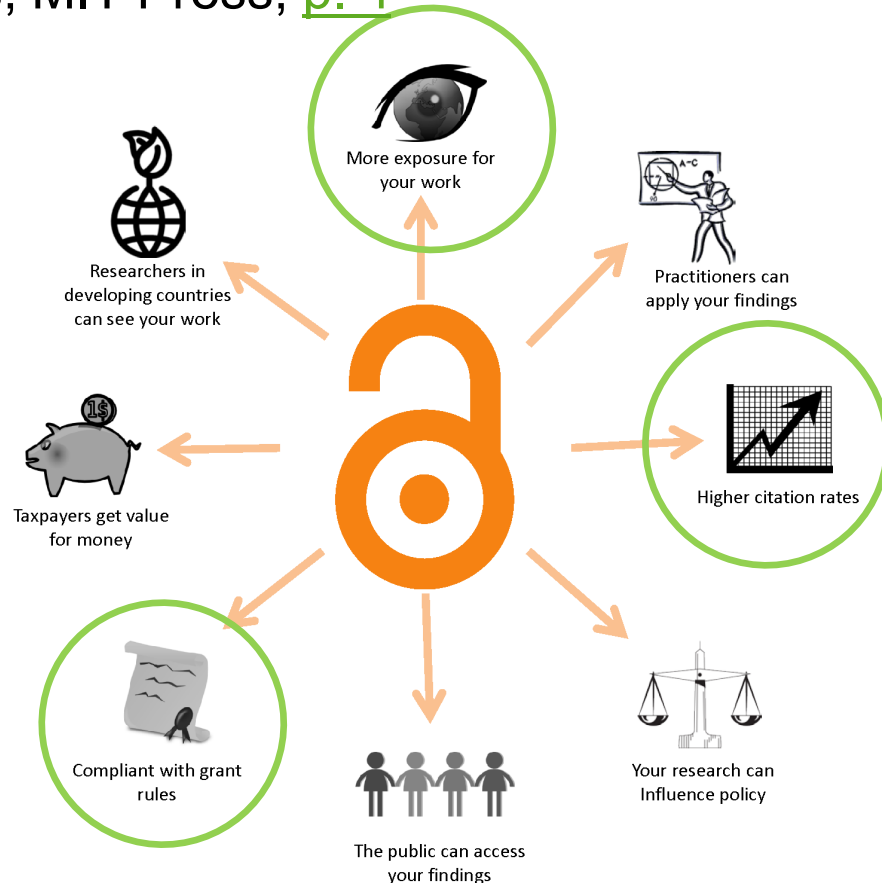 More exposure for
your work
Researchers in
developing countries
can see your work
Practitioners can
apply your findings
1$
A-C
Taxpayers get value
for money
Higher citation rates
Compliant with grant
rules
Your research can
Influence policy
The public can access
your findings